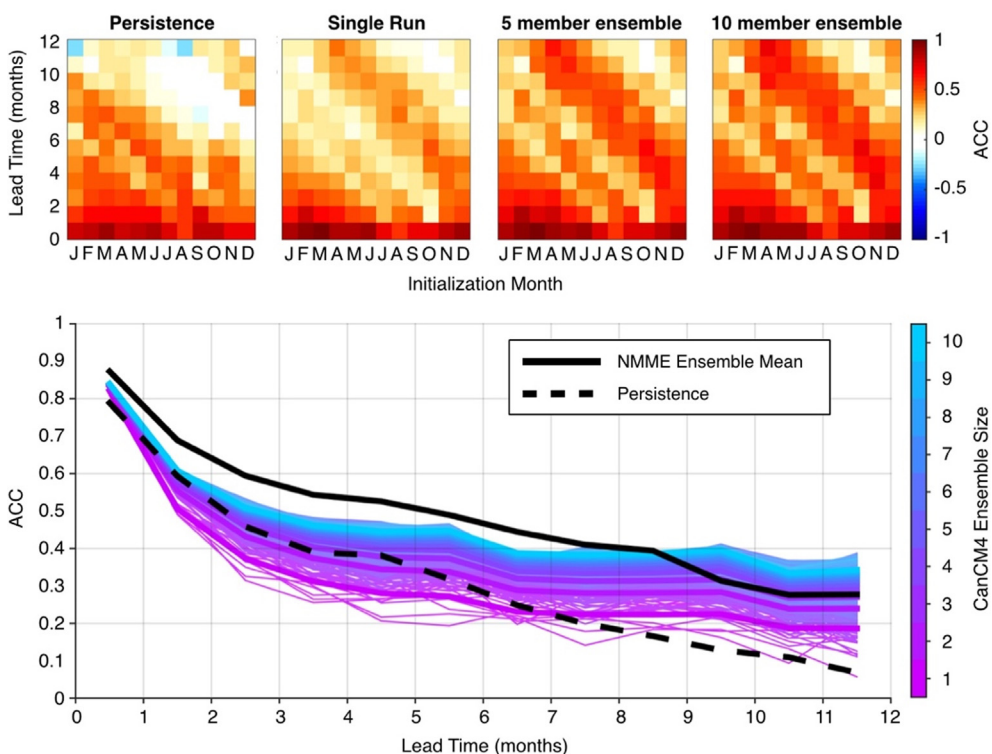 Persistence
Single Run
5 member ensemble
10 member ensemble
Lead Time (months)
12
10
8
6
4
2
0
J F M A M J J A S O N D
J F M A M J J A S O N D
J F M A M J J A S O N D
J F M A M J J A S O N D
Initialization Month
1
0.5
0
-0.5
-1
ACC
ACC
1
0.9
0.8
0.7
0.6
0.5
0.4
0.3
0.2
0.1
0
NMME Ensemble Mean
Persistence
0 1 2 3 4 5 6 7 8 9 10 11 12
Lead Time (months)
10
9
8
7
6
5
4
3
2
1
CanCM4 Ensemble Size